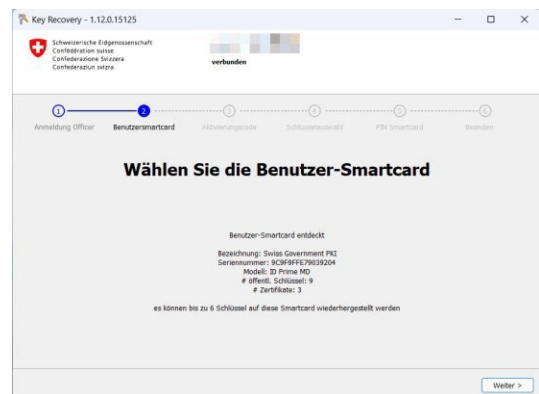 Key Recovery - 1.12.0.15125
Schweizerische Eidgenossenschaft
Confédération suisse
Confederazione Svizzera
Confederaziun svizra
verbunden
1
2
3
4
5
6
Anmeldung Officer
Benutzersmartcard
Aktivierungscode
Schlüsselauswahl
PIN Smartcard
Beenden
Wählen Sie die Benutzer-Smartcard
Benutzer-Smartcard entdeckt
Bezeichnung: Swiss Government PKI
Seriennummer: 9C9F9FFE79039204
Modell: ID Prime MD
# öffentl. Schlüssel: 9
# Zertifikate: 3
es können bis zu 6 Schlüssel auf diese Smartcard wiederhergestellt werden
Weiter >